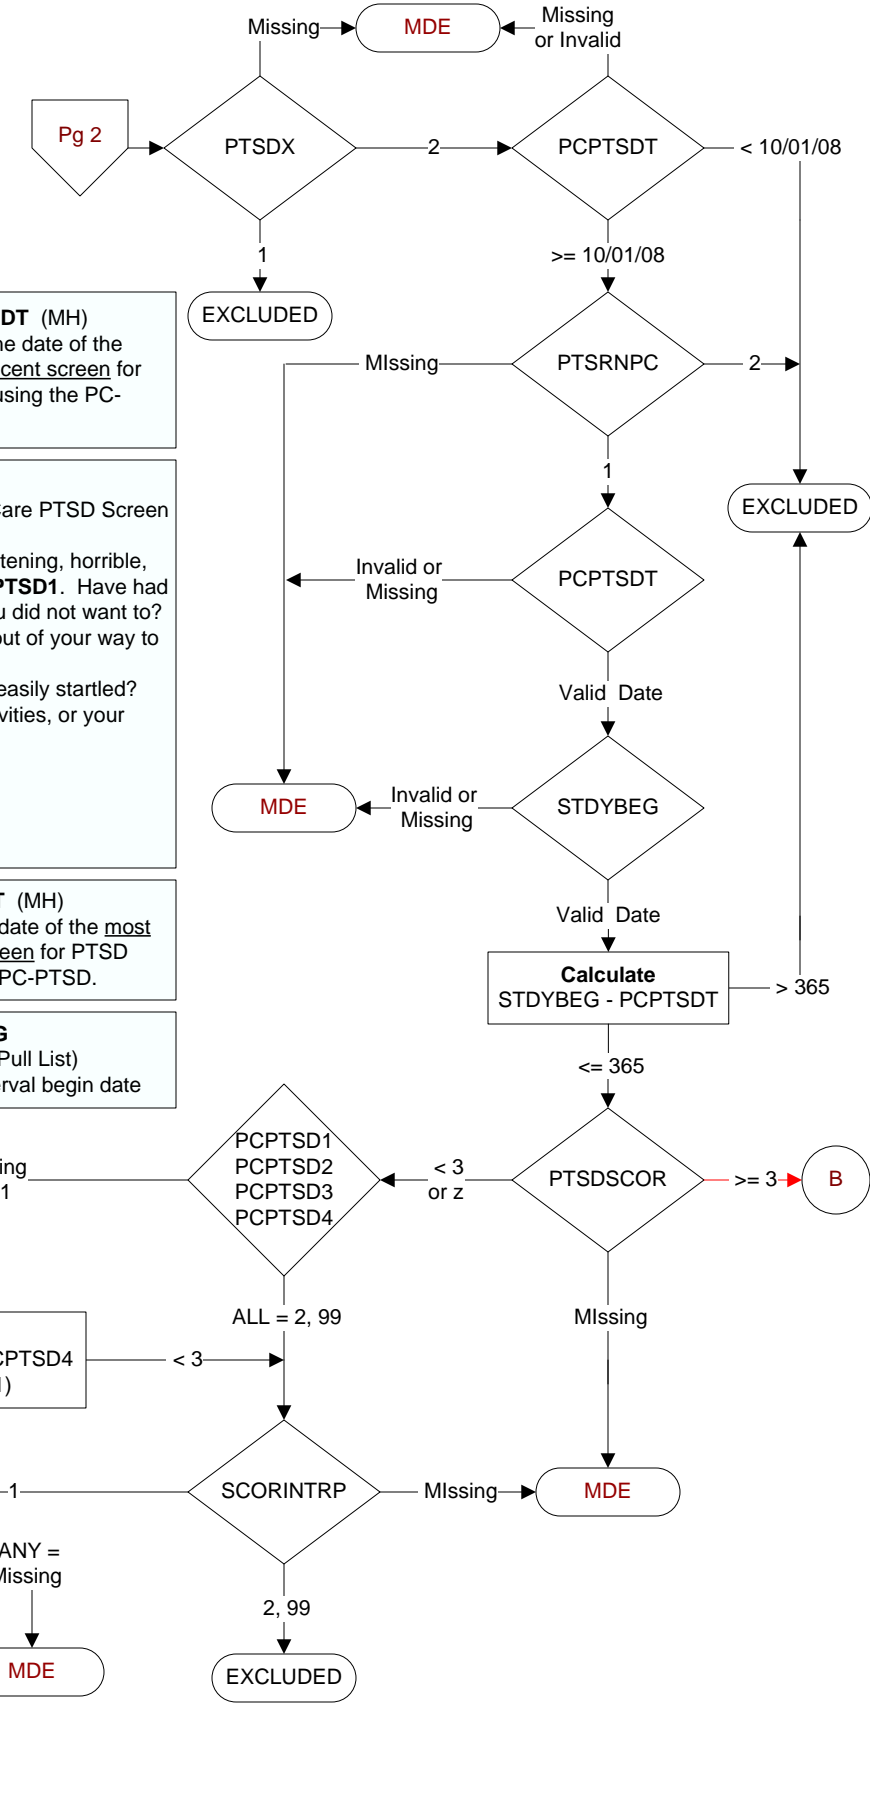 Missing
MDE
Missing
or Invalid
Pg 2
PTSDX
2
PCPTSDT
< 10/01/08
1
>= 10/01/08
EXCLUDED
DT (MH)
ne date of the
cent screen for
using the PC-
MIssing
PTSRNPC
2
1
EXCLUDED
Care PTSD Screen
tening, horrible,
PTSD1. Have had
u did not want to?
out of your way to
easily startled?
vities, or your
Invalid or
Missing
PCPTSDT
Valid Date
MDE
Invalid or
Missing
STDYBEG
Valid Date
T (MH)
date of the most
een for PTSD
PC-PTSD.
Calculate
STDYBEG - PCPTSDT
> 365
G
Pull List)
erval begin date
<= 365
ing
1
PCPTSD1
PCPTSD2
PCPTSD3
PCPTSD4
< 3
or z
PTSDSCOR
>= 3
B
ALL = 2, 99
MIssing
CPTSD4
)
< 3
1
SCORINTRP
MIssing
MDE
ANY =
Missing
2, 99
MDE
EXCLUDED